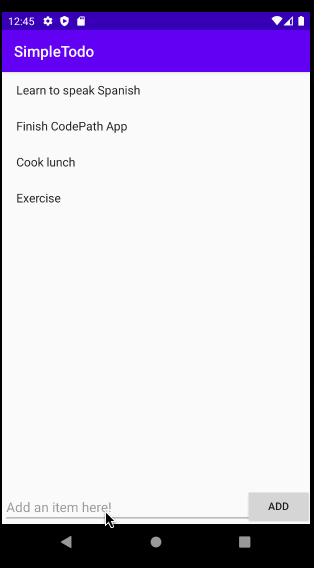 12:45
SimpleTodo
Learn to speak Spanish
Finish CodePath App
Cook lunch
Exercise
Add an item here!
ADD